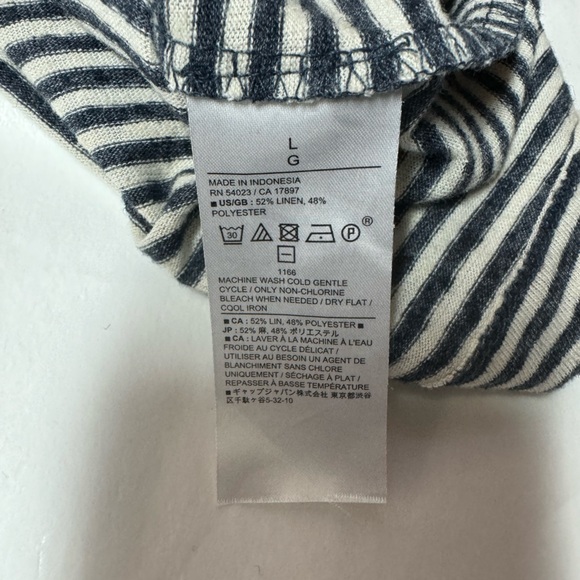 L
G
MADE IN INDONESIA
RN 54023 / CA 17897
■ US/GB : 52% LINEN, 48%
POLYESTER
30 P ®
1166
MACHINE WASH COLD GENTLE
CYCLE / ONLY NON-CHLORINE
BLEACH WHEN NEEDED / DRY FLAT /
COOL IRON
■ CA : 52% LIN, 48% POLYESTER ■
JP : 52% 麻, 48% ポリエステル
■ CA : LAVER À LA MACHINE À L'EAU
FROIDE AU CYCLE DÉLICAT /
UTILISER AU BESOIN UN AGENT DE
BLANCHIMENT SANS CHLORE
UNIQUEMENT / SÉCHAGE À PLAT /
REPASSER À BASSE TEMPÉRATURE
■ ギャップジャパン株式会社 東京都渋谷
区千駄ヶ谷5-32-10